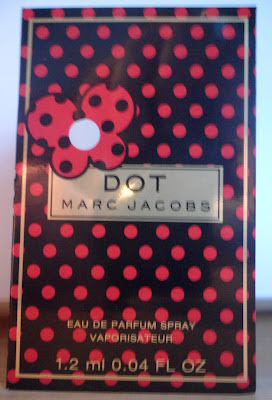 DOT
MARC JACOBS
EAU DE PARFUM SPRAY
VAPORISATEUR
1.2 ml 0.04 FL OZ